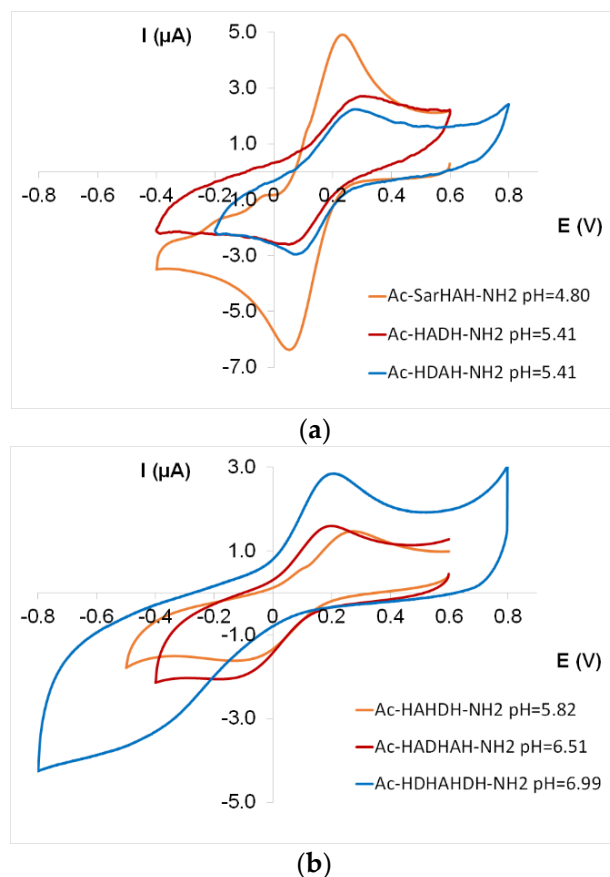 I (µA)
5.0
3.0
1.0
-0.8 -0.6 -0.4 -0.2 0 0.2 0.4 0.6 0.8
-1.0
E (V)
-3.0
-5.0
-7.0
Ac-SarHAH-NH2 pH=4.80
Ac-HADH-NH2 pH=5.41
Ac-HDAH-NH2 pH=5.41
(a)
I (µA)
3.0
1.0
-0.8 -0.6 -0.4 -0.2 0 0.2 0.4 0.6 0.8
-1.0
E (V)
-3.0
-5.0
Ac-HAHDH-NH2 pH=5.82
Ac-HADHAH-NH2 pH=6.51
Ac-HDHAHDH-NH2 pH=6.99
(b)